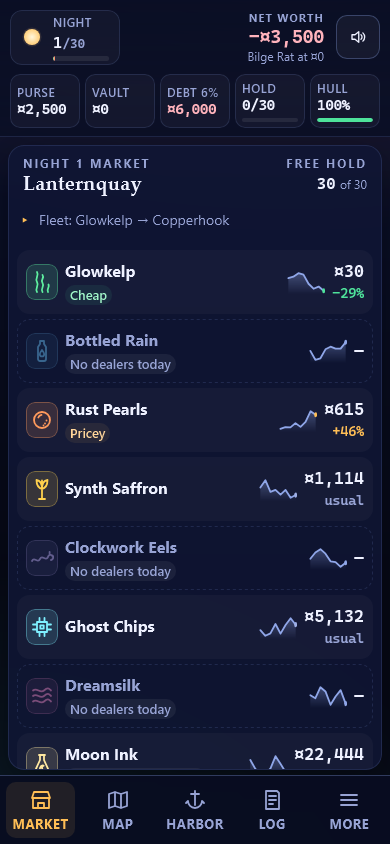 NIGHT
1/30
NET WORTH
−¤3,500
Bilge Rat at ¤0
PURSE
¤2,500
VAULT
¤0
DEBT 6%
¤6,000
HOLD
0/30
HULL
100%
NIGHT 1 MARKET
Lanternquay
FREE HOLD
30 of 30
Fleet: Glowkelp → Copperhook
Glowkelp
Cheap
¤30
−29%
Bottled Rain
No dealers today
—
Rust Pearls
Pricey
¤615
+46%
Synth Saffron
¤1,114
usual
Clockwork Eels
No dealers today
—
Ghost Chips
¤5,132
usual
Dreamsilk
No dealers today
—
Moon Ink
¤22,444
MARKET
MAP
HARBOR
LOG
MORE